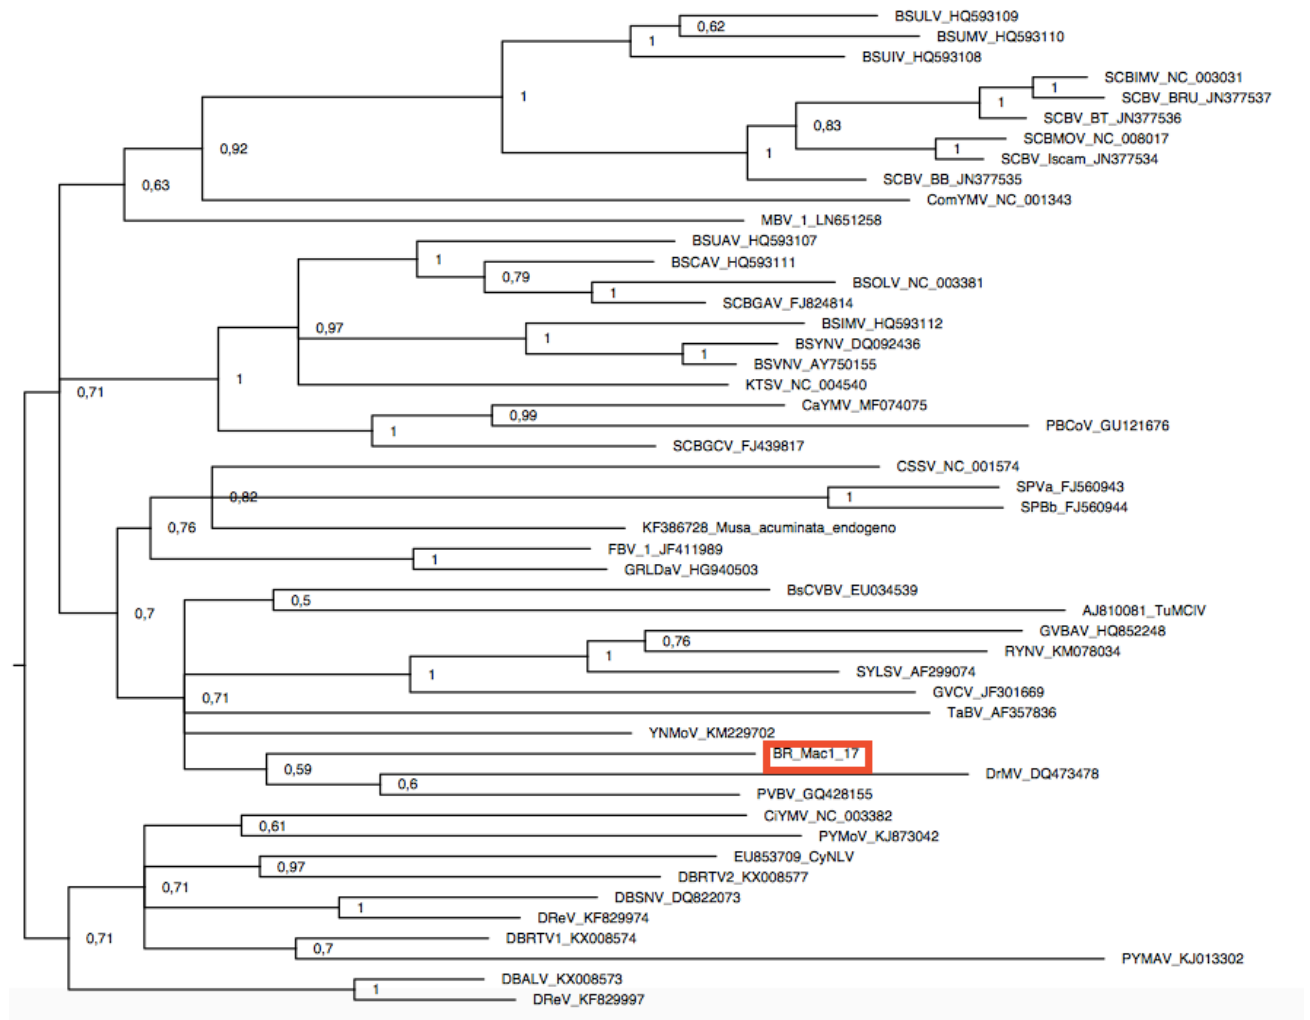 BSULV_HQ593109
0,62
BSUMV_HQ593110
1
BSUIV_HQ593108
SCBIMV_NC_003031
1
1
SCBV_BRU_JN377537
1
SCBV_BT_JN377536
0,83
SCBMOV_NC_008017
0,92
1
1
SCBV_Iscam_JN377534
SCBV_BB_JN377535
0,63
ComYMV_NC_001343
MBV_1_LN651258
BSUAV_HQ593107
1
BSCAV_HQ593111
0,79
BSOLV_NC_003381
1
SCBGAV_FJ824814
BSIMV_HQ593112
0,97
1
BSYNV_DQ092436
1
BSVNV_AY750155
1
KTSV_NC_004540
0,71
CaYMV_MF074075
0,99
PBCoV_GU121676
1
SCBGCV_FJ439817
CSSV_NC_001574
SPVa_FJ560943
0,82
1
SPBb_FJ560944
0,76
KF386728_Musa_acuminata_endogeno
FBV_1_JF411989
1
GRLDaV_HG940503
BsCVBV_EU034539
0,5
0,7
AJ810081_TuMClV
GVBAV_HQ852248
0,76
RYNV_KM078034
1
1
SYLSV_AF299074
0,71
GVCV_JF301669
TaBV_AF357836
YNMoV_KM229702
BR_Mac1_17
0,59
DrMV_DQ473478
0,6
PVBV_GQ428155
CiYMV_NC_003382
0,61
PYMoV_KJ873042
EU853709_CyNLV
0,97
DBRTV2_KX008577
0,71
DBSNV_DQ822073
1
DReV_KF829974
0,71
DBRTV1_KX008574
0,7
PYMAV_KJ013302
DBALV_KX008573
1
DReV_KF829997